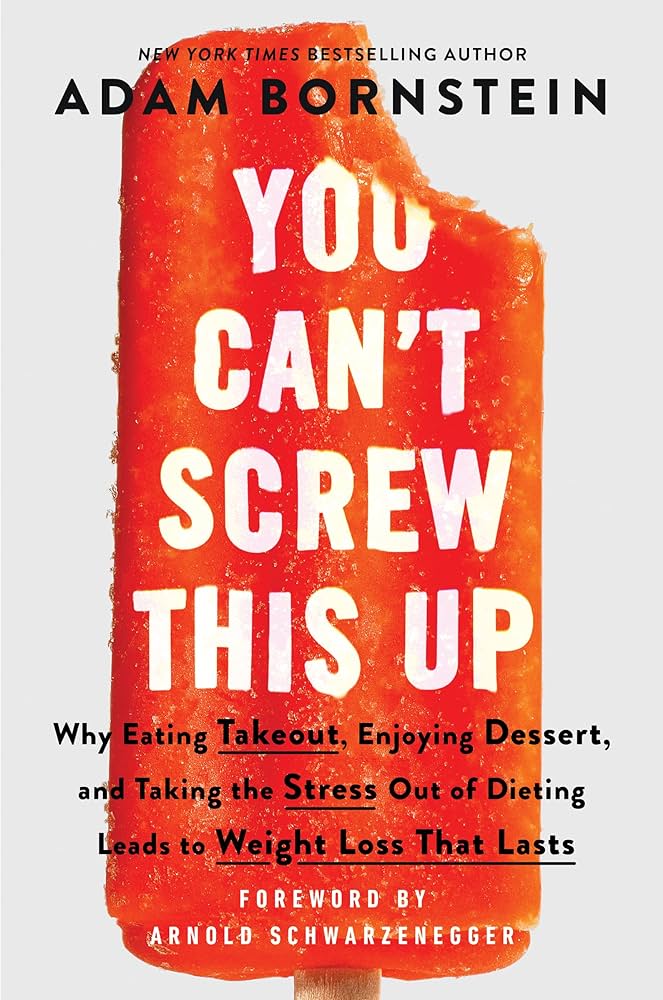 NEW YORK TIMES BESTSELLING AUTHOR
ADAM BORNSTEIN
YOU
CAN'T
SCREW
THIS UP
Why Eating Takeout, Enjoying Dessert,
and Taking the Stress Out of Dieting
Leads to Weight Loss That Lasts
FOREWORD BY
ARNOLD SCHWARZENEGGER